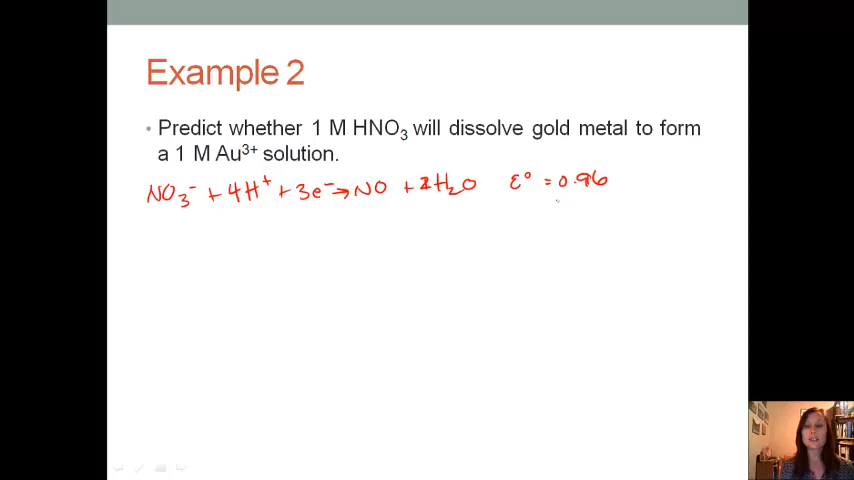 Example 2
• Predict whether 1 M HNO₃ will dissolve gold metal to form
a 1 M Au³⁺ solution.
NO₃⁻ + 4H⁺ + 3e⁻ → NO + 2H₂O   ε° = 0.96